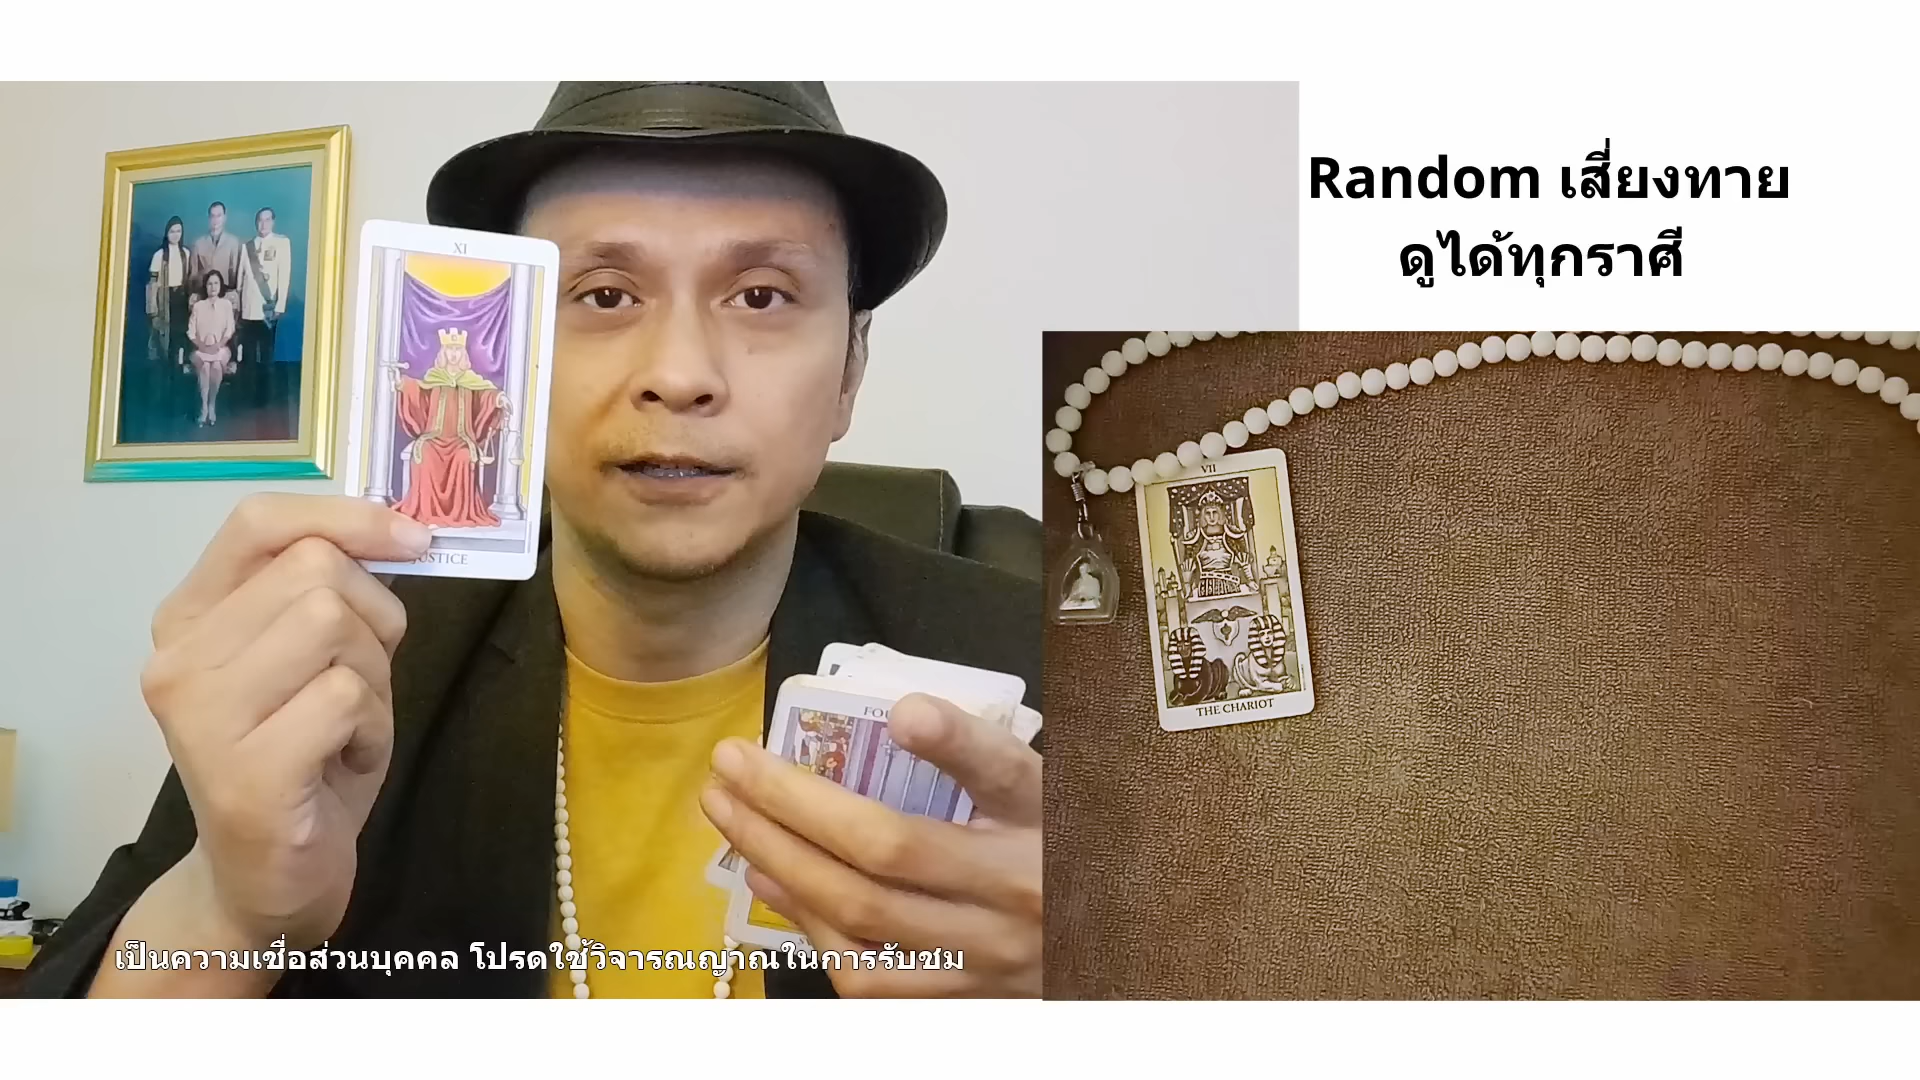 Random เสี่ยงทาย
ดูได้ทุกราศี
XI
JUSTICE
VII
THE CHARIOT
เป็นความเชื่อส่วนบุคคล โปรดใช้วิจารณญาณในการรับชม